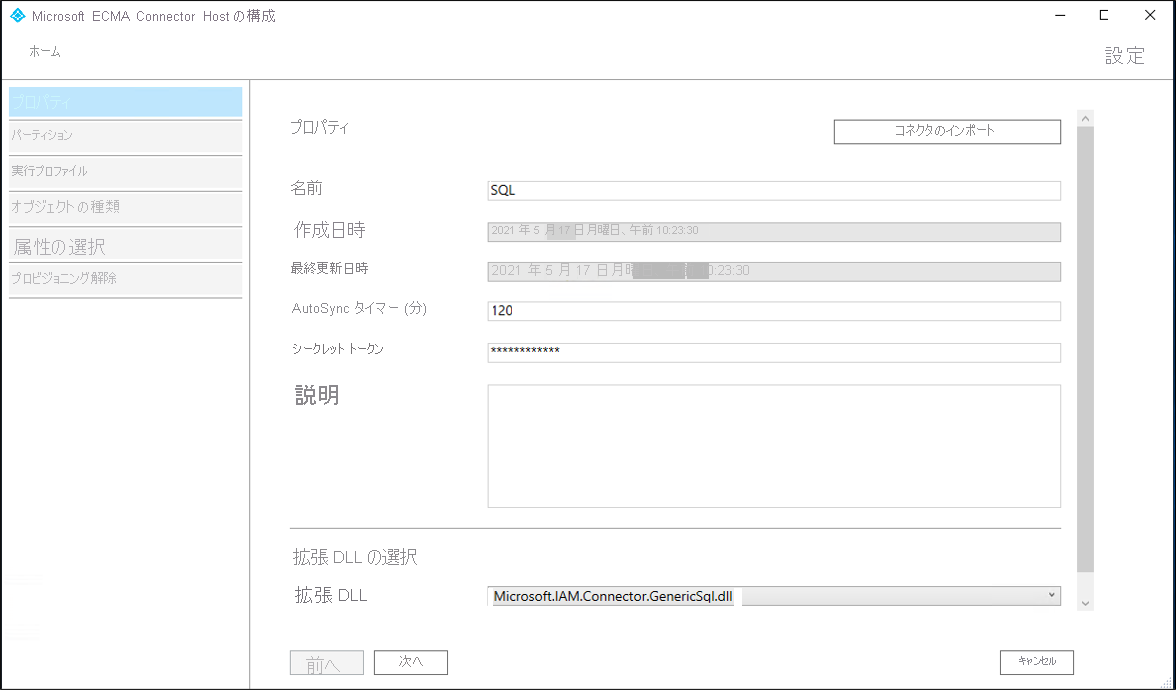 Microsoft ECMA Connector Host の構成
ホーム
設定
プロパティ
パーティション
実行プロファイル
オブジェクトの種類
属性の選択
プロビジョニング解除
プロパティ
コネクタのインポート
名前
SQL
作成日時
2021 年 5 月 17 日月曜日、午前 10:23:30
最終更新日時
2021 年 5 月 17 日月 0:23:30
AutoSync タイマー (分)
120
シークレット トークン
************
説明
拡張 DLL の選択
拡張 DLL
Microsoft.IAM.Connector.GenericSql.dll
前へ
次へ
キャンセル